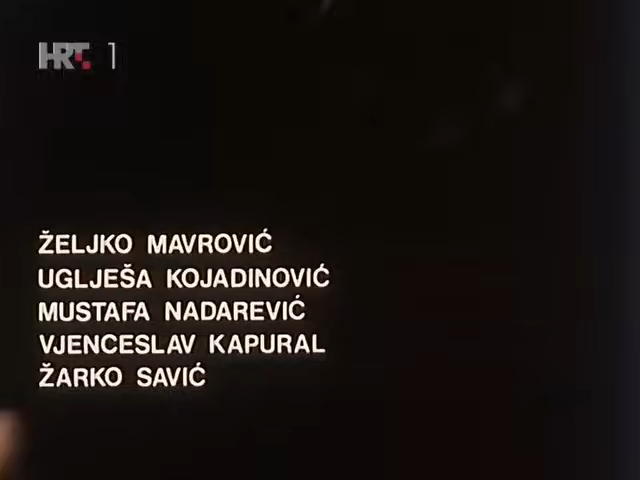 HRT 1
ŽELJKO MAVROVIĆ
UGLJEŠA KOJADINOVIĆ
MUSTAFA NADAREVIĆ
VJENCESLAV KAPURAL
ŽARKO SAVIĆ